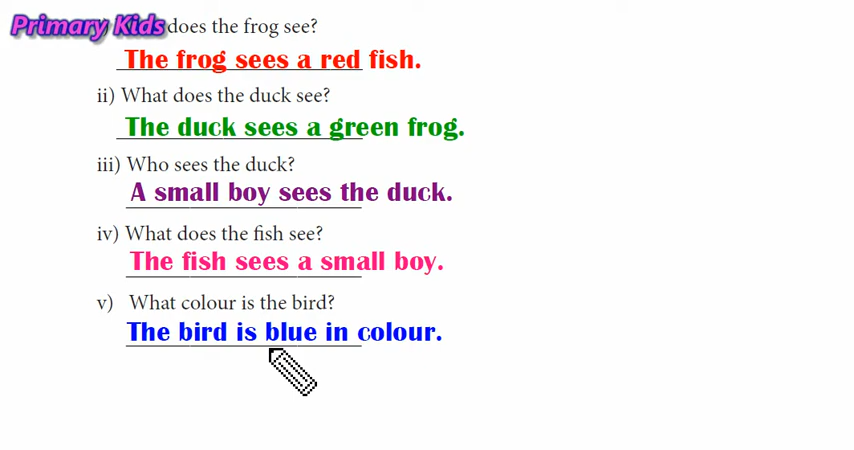 Primary Kids
does the frog see?
The frog sees a red fish.
ii) What does the duck see?
The duck sees a green frog.
iii) Who sees the duck?
A small boy sees the duck.
iv) What does the fish see?
The fish sees a small boy.
v) What colour is the bird?
The bird is blue in colour.